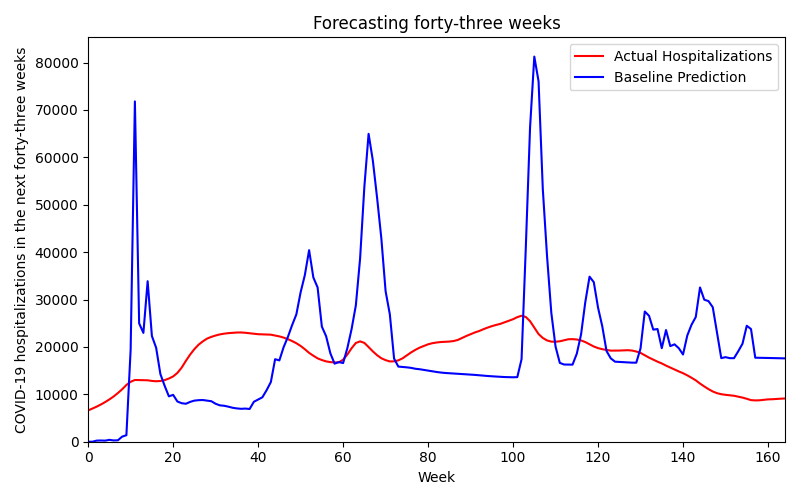 Forecasting forty-three weeks
COVID-19 hospitalizations in the next forty-three weeks
80000
70000
60000
50000
40000
30000
20000
10000
0
Actual Hospitalizations
Baseline Prediction
0 20 40 60 80 100 120 140 160
Week